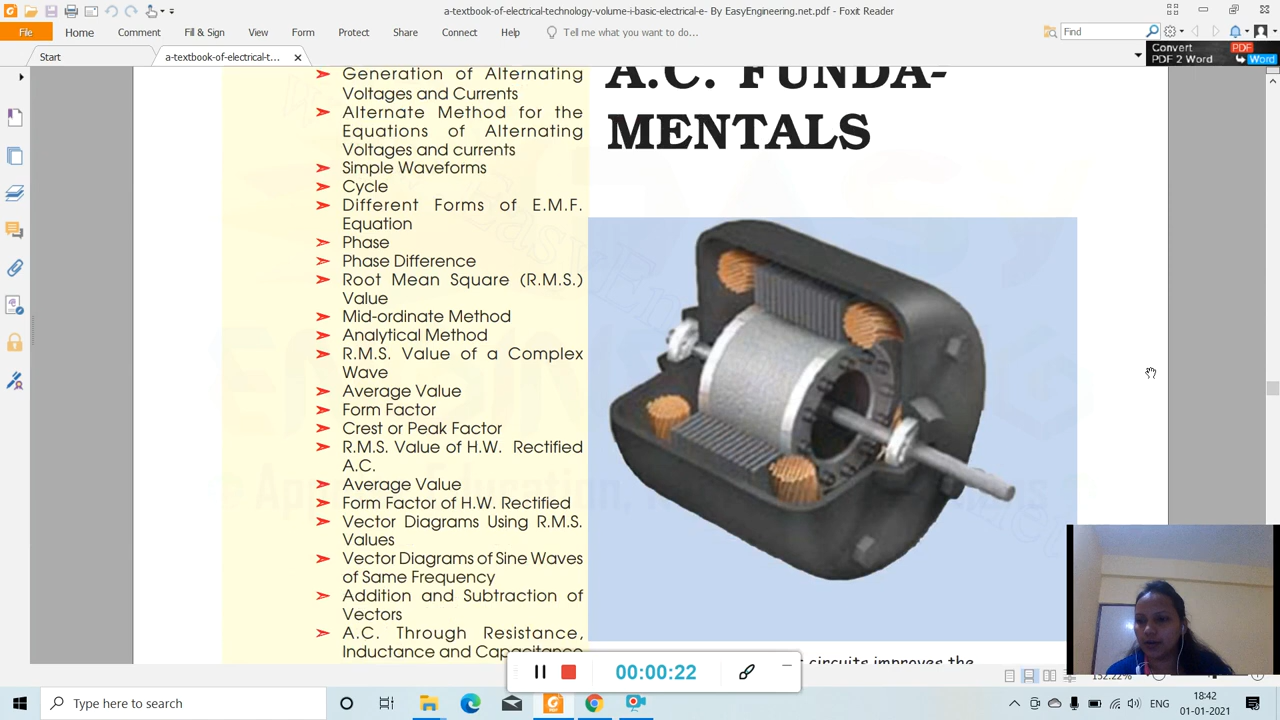 a-textbook-of-electrical-technology-volume-i-basic-electrical-e- By EasyEngineering.net.pdf - Foxit Reader
File
Home
Comment
Fill & Sign
View
Form
Protect
Share
Connect
Help
Tell me what you want to do...
Find
Start
a-textbook-of-electrical-t...
Convert
PDF 2 Word
PDF
Word
Generation of Alternating
Voltages and Currents
Alternate Method for the
Equations of Alternating
Voltages and currents
Simple Waveforms
Cycle
Different Forms of E.M.F.
Equation
Phase
Phase Difference
Root Mean Square (R.M.S.)
Value
Mid-ordinate Method
Analytical Method
R.M.S. Value of a Complex
Wave
Average Value
Form Factor
Crest or Peak Factor
R.M.S. Value of H.W. Rectified
A.C.
Average Value
Form Factor of H.W. Rectified
Vector Diagrams Using R.M.S.
Values
Vector Diagrams of Sine Waves
of Same Frequency
Addition and Subtraction of
Vectors
A.C. Through Resistance,
Inductance and Capacitance
A.C. FUNDA-
MENTALS
circuits improves the
00:00:22
152.22%
Type here to search
ENG
18:42
01-01-2021